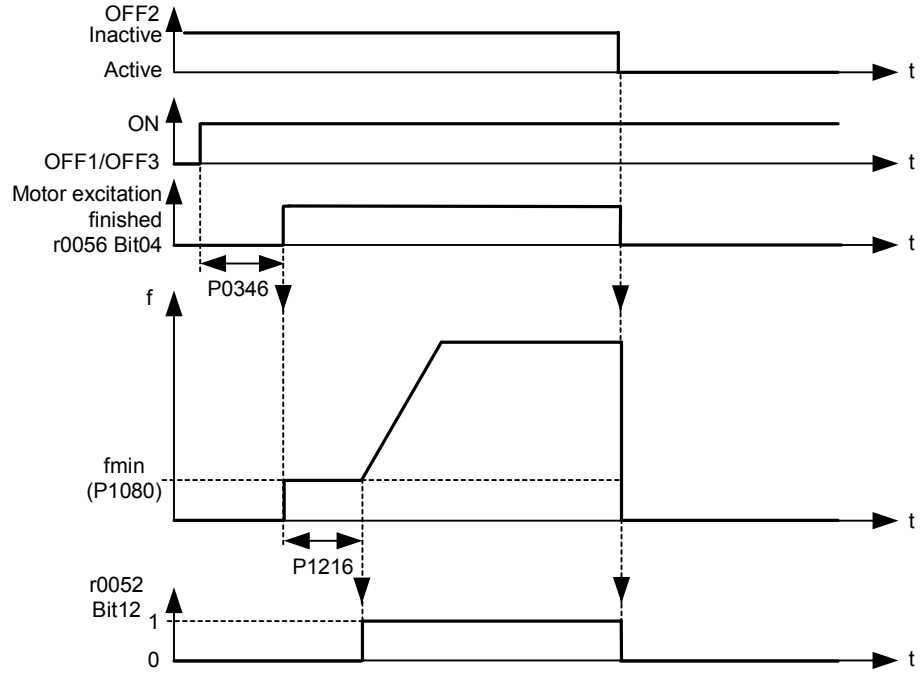 OFF2
Inactive
Active
t
ON
OFF1/OFF3
t
Motor excitation
finished
r0056 Bit04
t
P0346
f
fmin
(P1080)
t
P1216
r0052
Bit12
1
0
t